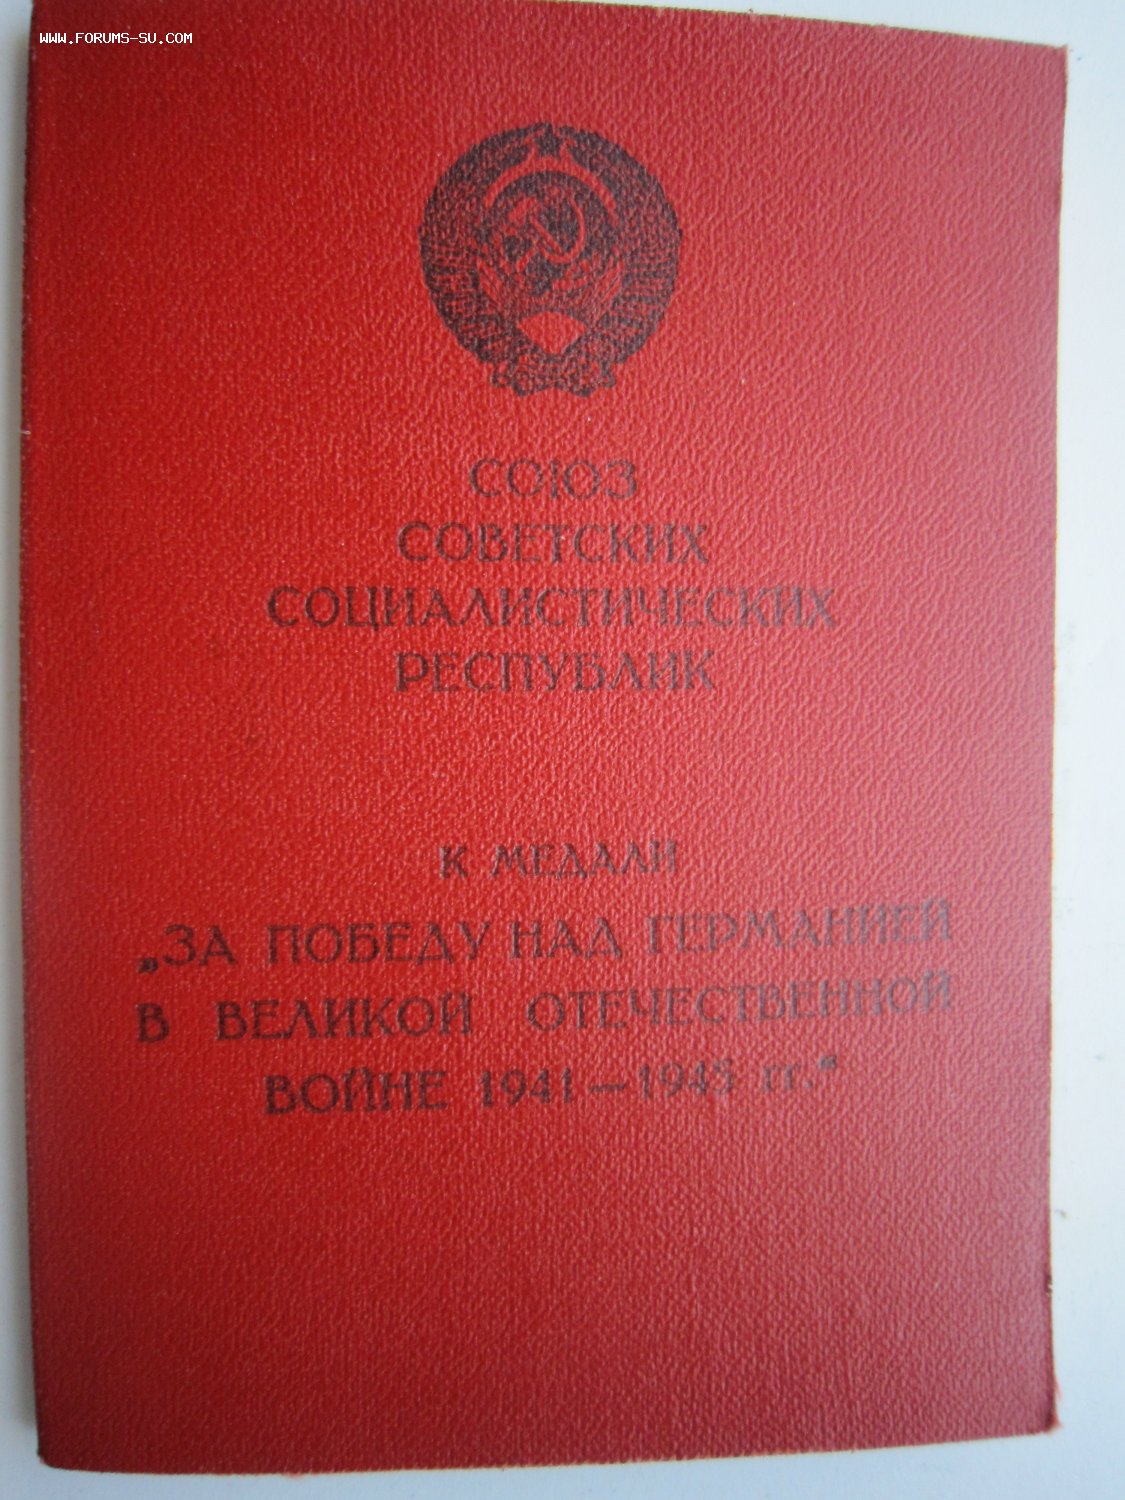 WWW.FORUMS-SU.COM
СОЮЗ
СОВЕТСКИХ
СОЦИАЛИСТИЧЕСКИХ
РЕСПУБЛИК
К МЕДАЛИ
„ЗА ПОБЕДУ НАД ГЕРМАНИЕЙ
В ВЕЛИКОЙ ОТЕЧЕСТВЕННОЙ
ВОЙНЕ 1941—1945 гг.“